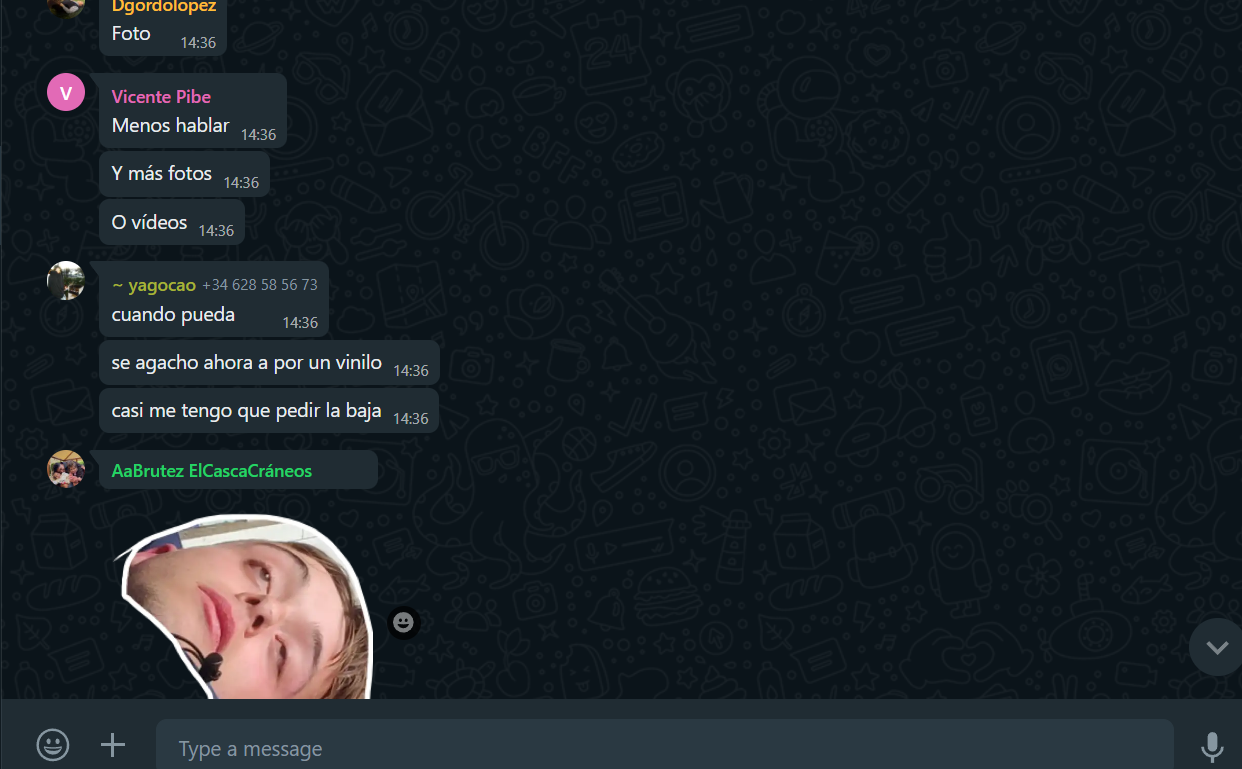 Dgordolopez
Foto 14:36
V
Vicente Pibe
Menos hablar 14:36
Y más fotos 14:36
O vídeos 14:36
~ yagocao +34 628 58 56 73
cuando pueda 14:36
se agacho ahora a por un vinilo 14:36
casi me tengo que pedir la baja 14:36
AaBrutez ElCascaCráneos
Type a message